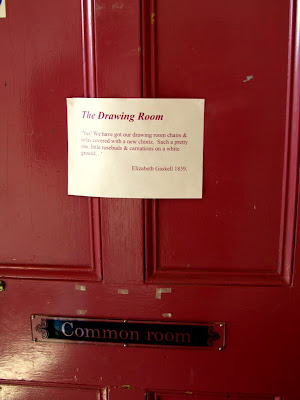 The Drawing Room
'Yes! We have got our drawing room chairs &
sofa covered with a new chintz. Such a pretty
one, little rosebuds & carnations on a white
ground...'
Elizabeth Gaskell 1859.
Common room